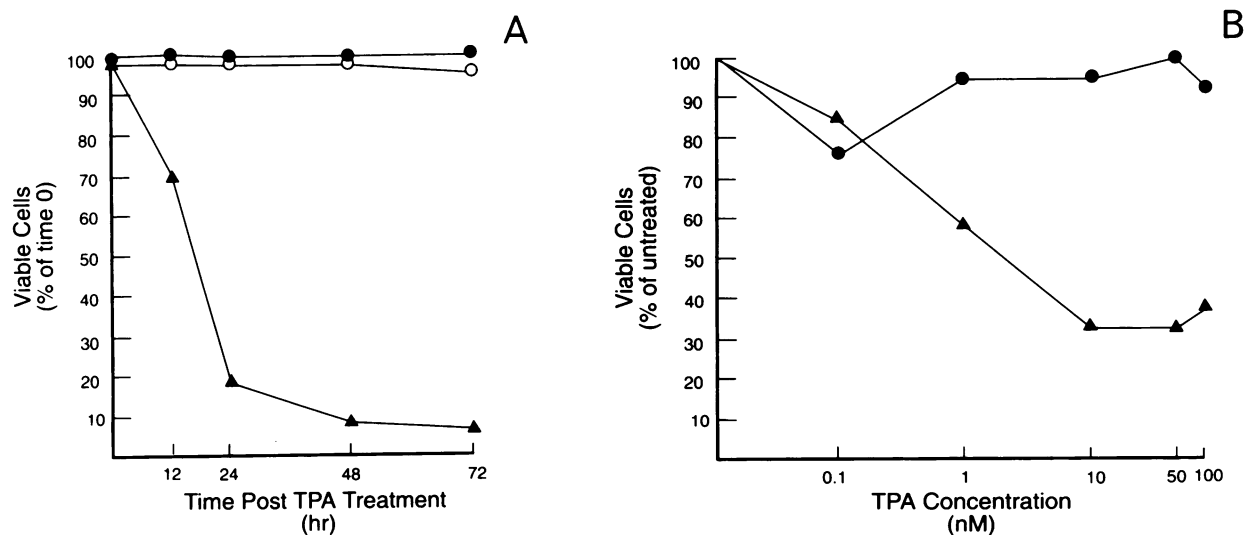 A
100
90
80
70
60
50
40
30
20
10
Viable Cells
(% of time 0)
12 24 48 72
Time Post TPA Treatment
(hr)
B
100
90
80
70
60
50
40
30
20
10
Viable Cells
(% of untreated)
0.1 1 10 50 100
TPA Concentration
(nM)